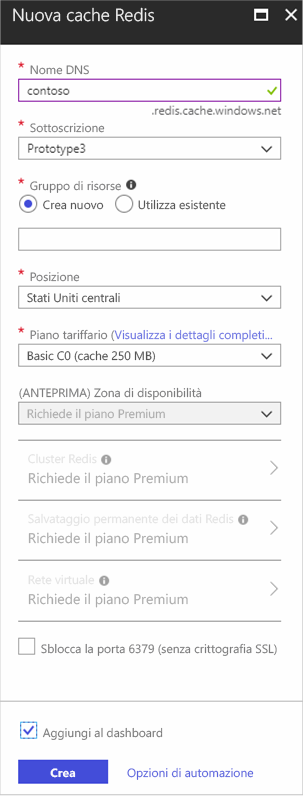 Nuova cache Redis
* Nome DNS
contoso
.redis.cache.windows.net
* Sottoscrizione
Prototype3
* Gruppo di risorse
Crea nuovo Utilizza esistente
* Posizione
Stati Uniti centrali
* Piano tariffario (Visualizza i dettagli completi...
Basic C0 (cache 250 MB)
(ANTEPRIMA) Zona di disponibilità
Richiede il piano Premium
Cluster Redis
Richiede il piano Premium
Salvataggio permanente dei dati Redis
Richiede il piano Premium
Rete virtuale
Richiede il piano Premium
Sblocca la porta 6379 (senza crittografia SSL)
Aggiungi al dashboard
Crea Opzioni di automazione